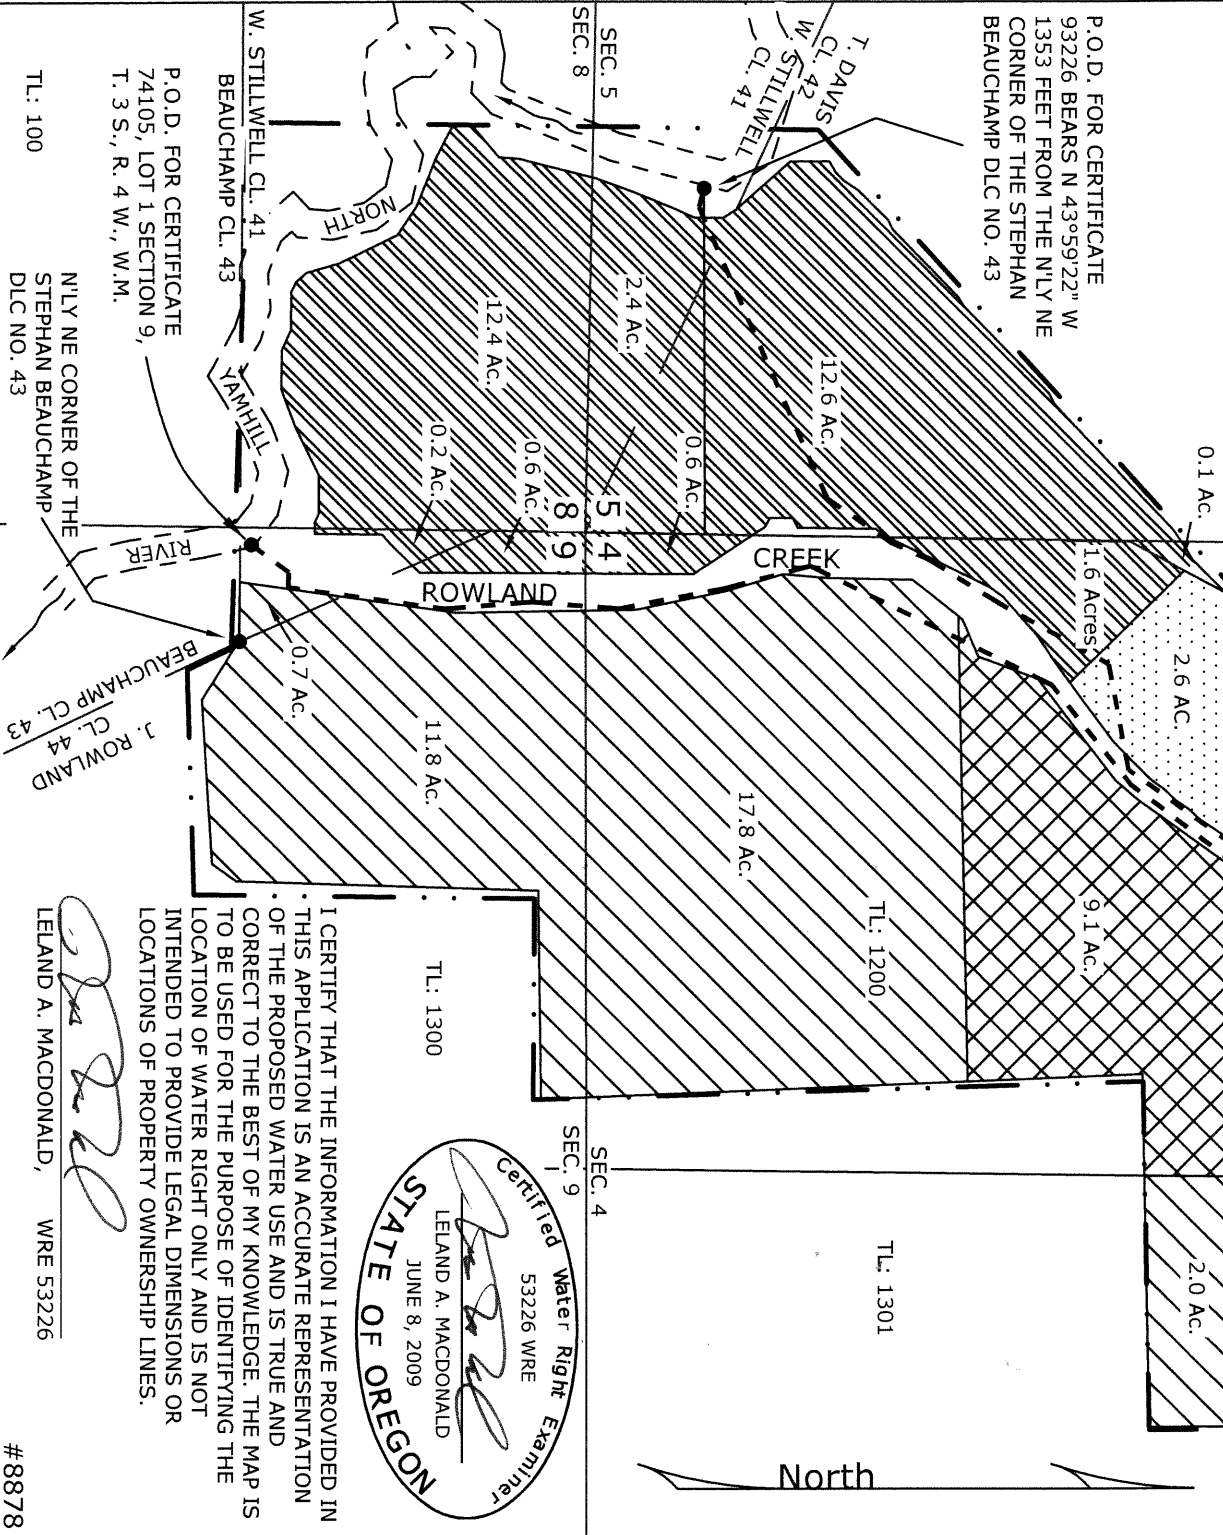 P.O.D. FOR CERTIFICATE
93226 BEARS N 43°59'22" W
1353 FEET FROM THE N'LY NE
CORNER OF THE STEPHAN
BEAUCHAMP DLC NO. 43
T. DAVIS
CL. 42
W. STILLWELL
CL. 41
SEC. 5
SEC. 8
W. STILLWELL CL. 41
BEAUCHAMP CL. 43
P.O.D. FOR CERTIFICATE
74105, LOT 1 SECTION 9,
T. 3 S., R. 4 W., W.M.
TL: 100
N'LY NE CORNER OF THE
STEPHAN BEAUCHAMP
DLC NO. 43
0.1 Ac.
1.6 Acres
2.6 AC.
12.6 Ac.
2.4 Ac.
12.4 Ac.
0.6 Ac.
0.6 Ac.
0.2 Ac.
5 4
8 9
NORTH
YAMHILL
RIVER
ROWLAND
CREEK
0.7 Ac.
11.8 Ac.
17.8 Ac.
9.1 Ac.
2.0 Ac.
BEAUCHAMP CL. 43
J. ROWLAND
CL. 44
TL: 1200
TL: 1300
TL: 1301
SEC. 4
SEC. 9
I CERTIFY THAT THE INFORMATION I HAVE PROVIDED IN
THIS APPLICATION IS AN ACCURATE REPRESENTATION
OF THE PROPOSED WATER USE AND IS TRUE AND
CORRECT TO THE BEST OF MY KNOWLEDGE. THE MAP IS
TO BE USED FOR THE PURPOSE OF IDENTIFYING THE
LOCATION OF WATER RIGHT ONLY AND IS NOT
INTENDED TO PROVIDE LEGAL DIMENSIONS OR
LOCATIONS OF PROPERTY OWNERSHIP LINES.
LELAND A. MACDONALD, WRE 53226
Certified Water Right Examiner
53226 WRE
LELAND A. MACDONALD
JUNE 8, 2009
STATE OF OREGON
North
#8878